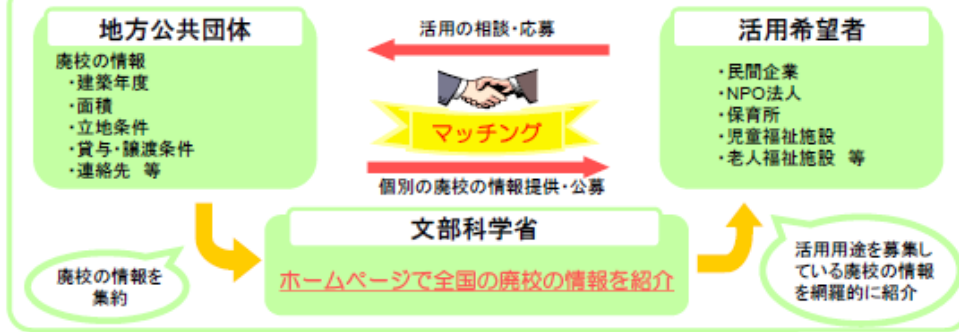 地方公共団体
廃校の情報
・建築年度
・面積
・立地条件
・貸与・譲渡条件
・連絡先 等
活用の相談・応募
マッチング
個別の廃校の情報提供・公募
活用希望者
・民間企業
・NPO法人
・保育所
・児童福祉施設
・老人福祉施設 等
廃校の情報を
集約
文部科学省
ホームページで全国の廃校の情報を紹介
活用用途を募集し
ている廃校の情報
を網羅的に紹介